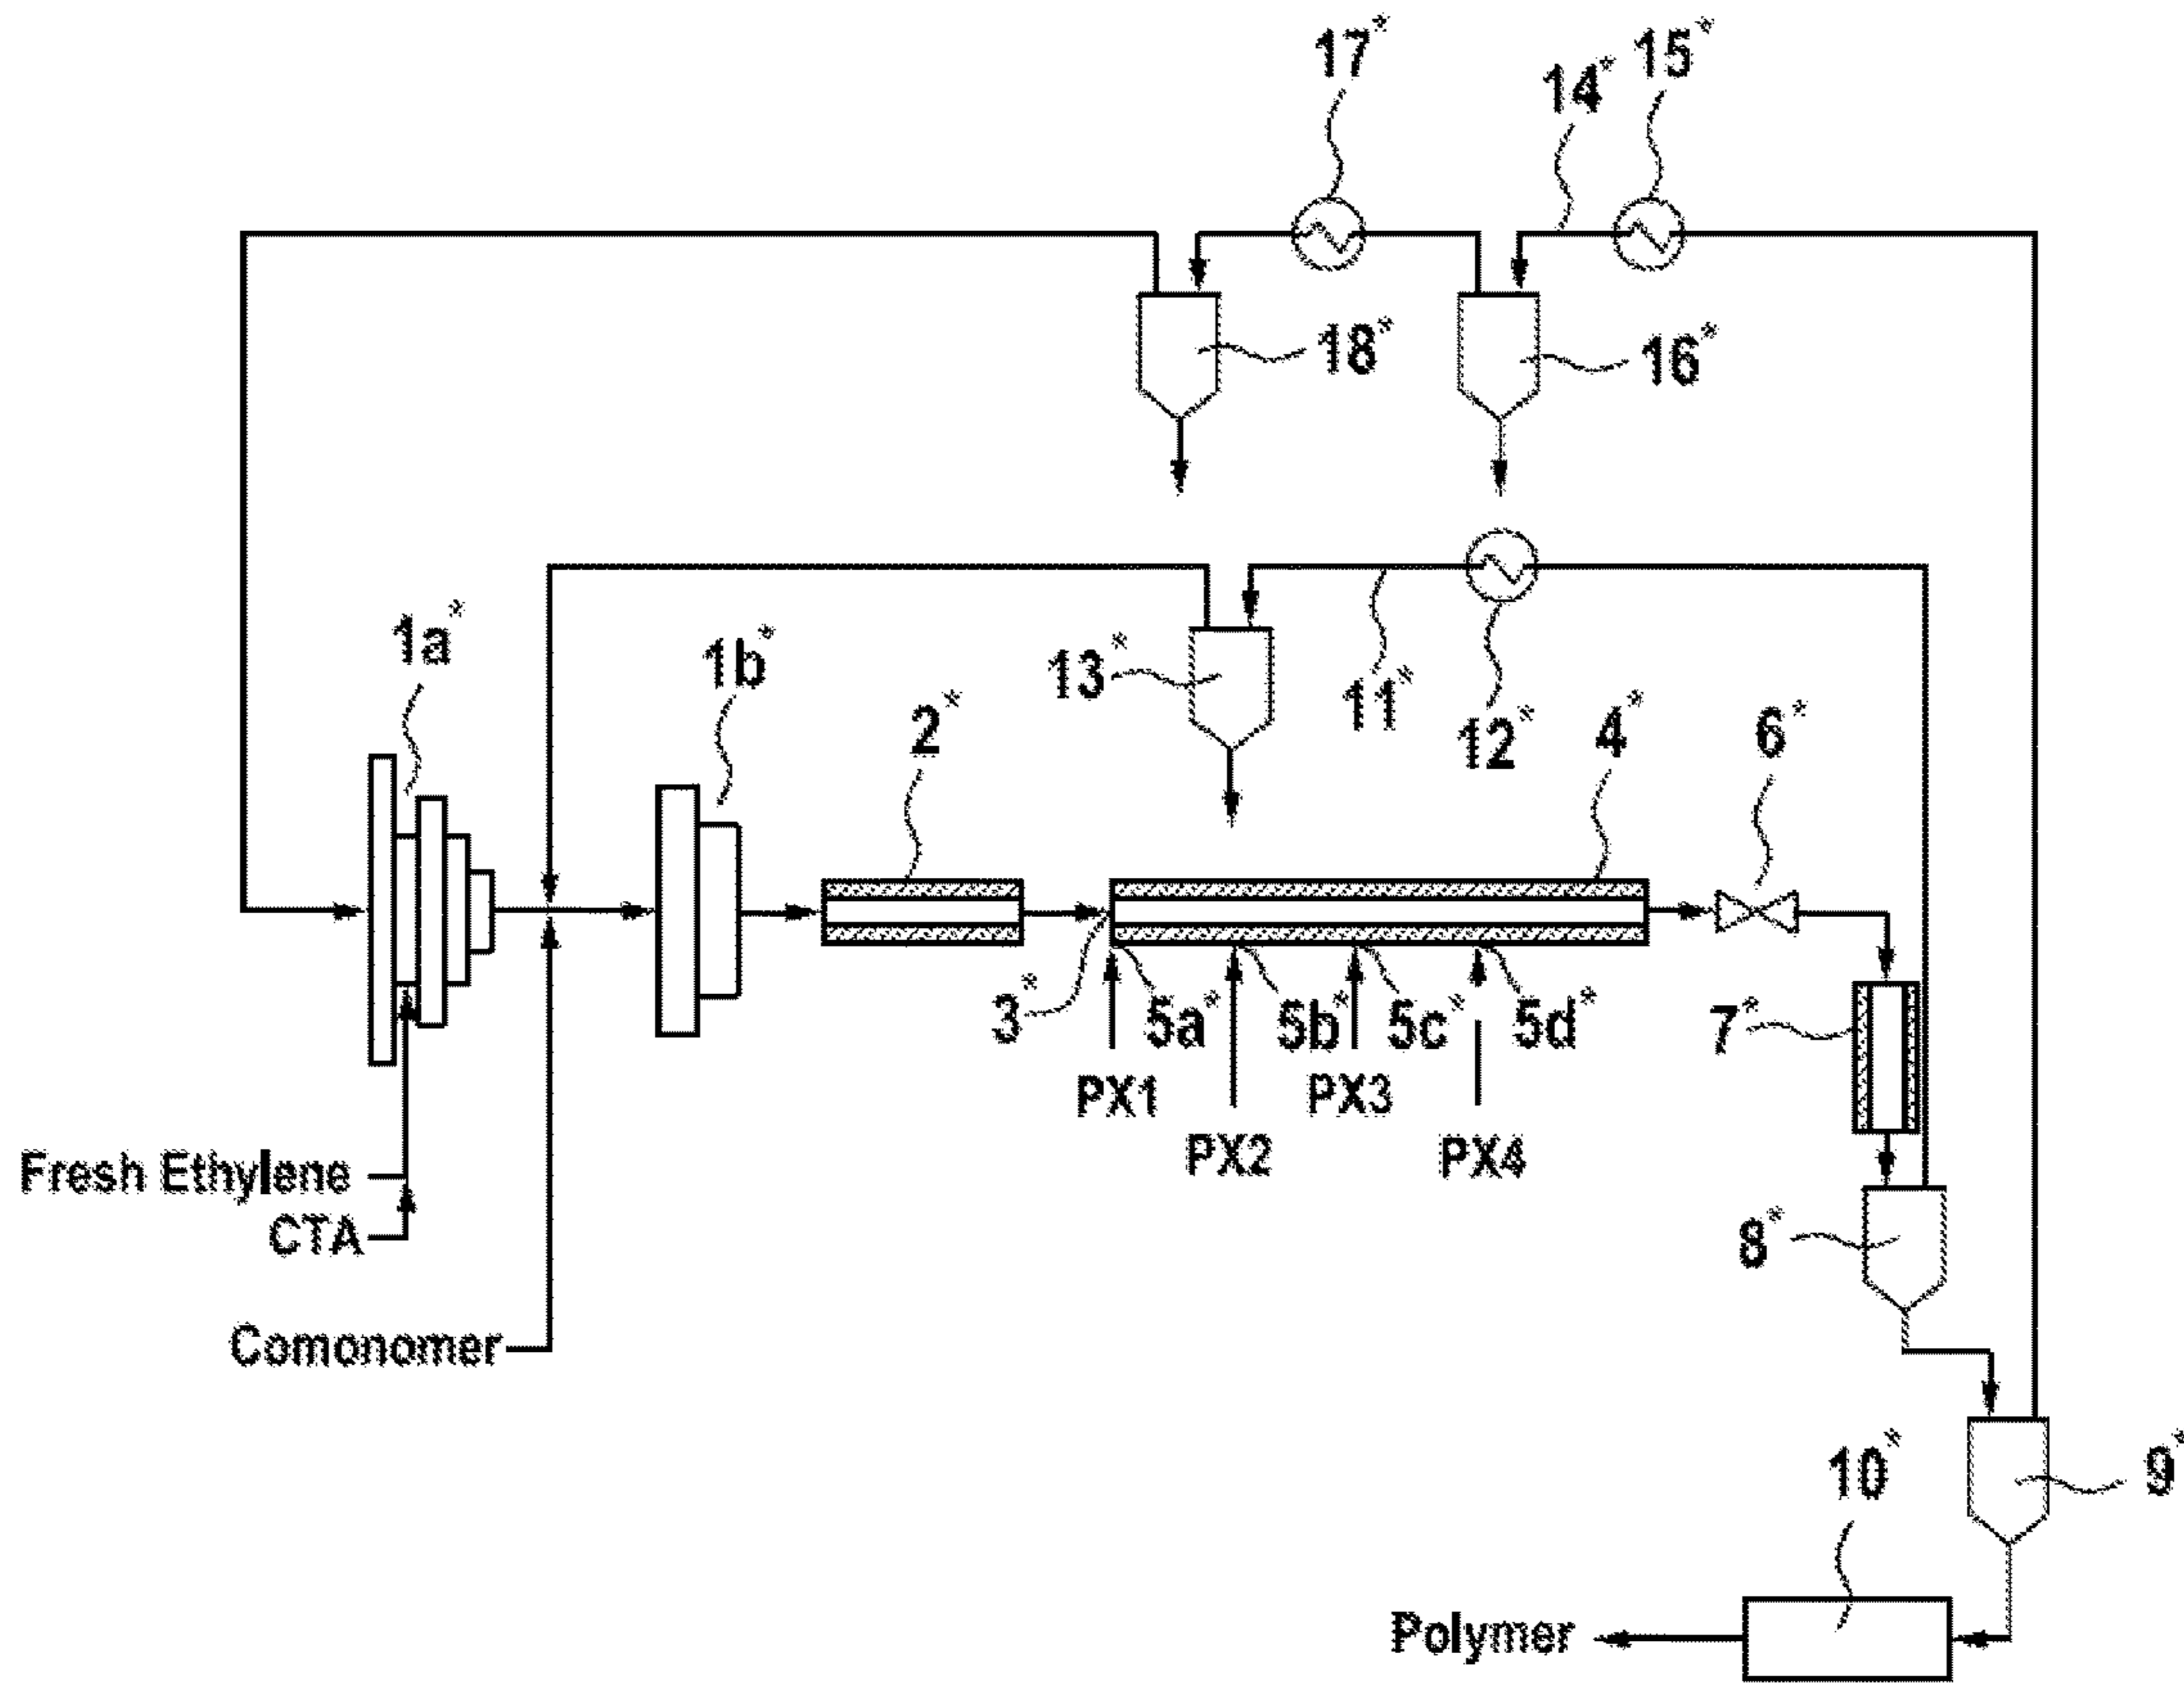 17*
15*
14*
18*
16*
1a*
1b*
13*
11*
12*
2*
4*
6*
3*
5a*
5b*
5c*
5d*
7*
PX1
PX3
PX2
PX4
Fresh Ethylene
CTA
8*
Comonomer
10*
9*
Polymer